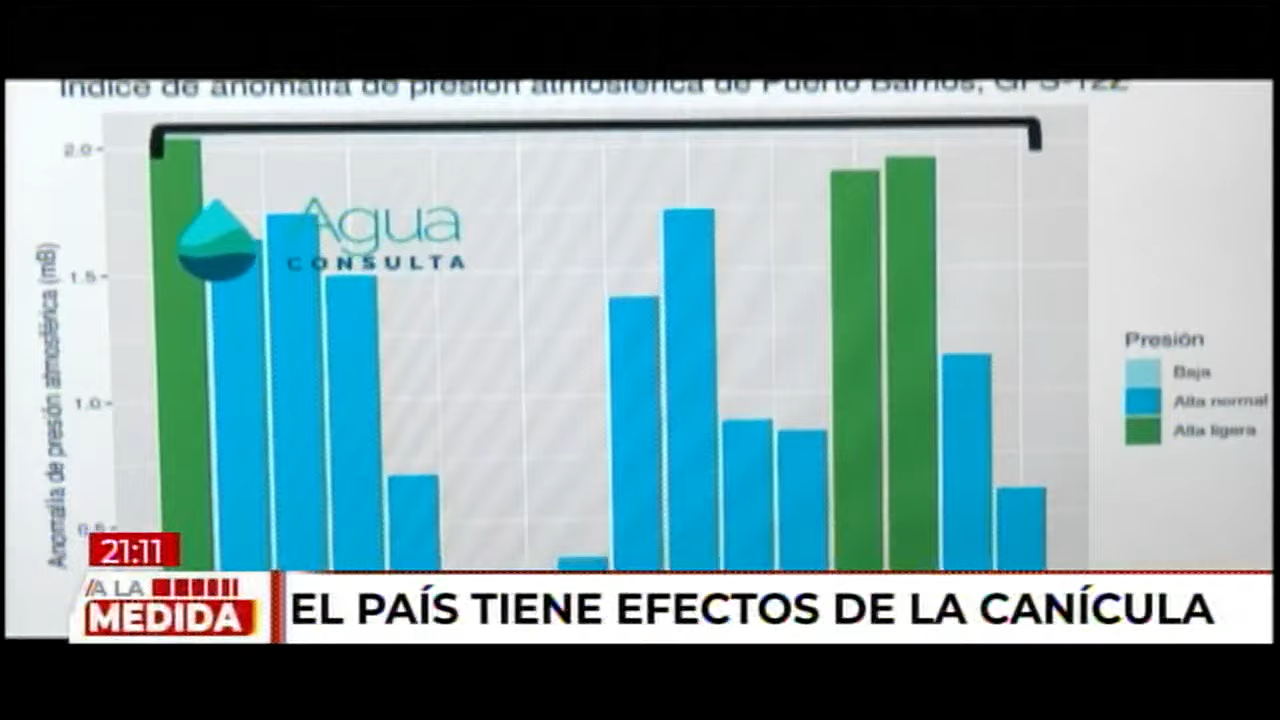 Índice de anomalía de presión atmosférica de Puerto Barrios, GFS-12Z
2.0
1.5
1.0
0.5
Anomalía de presión atmosférica (mB)
Agua
CONSULTA
Presión
Baja
Alta normal
Alta ligera
21:11
A LA
MEDIDA
EL PAÍS TIENE EFECTOS DE LA CANÍCULA